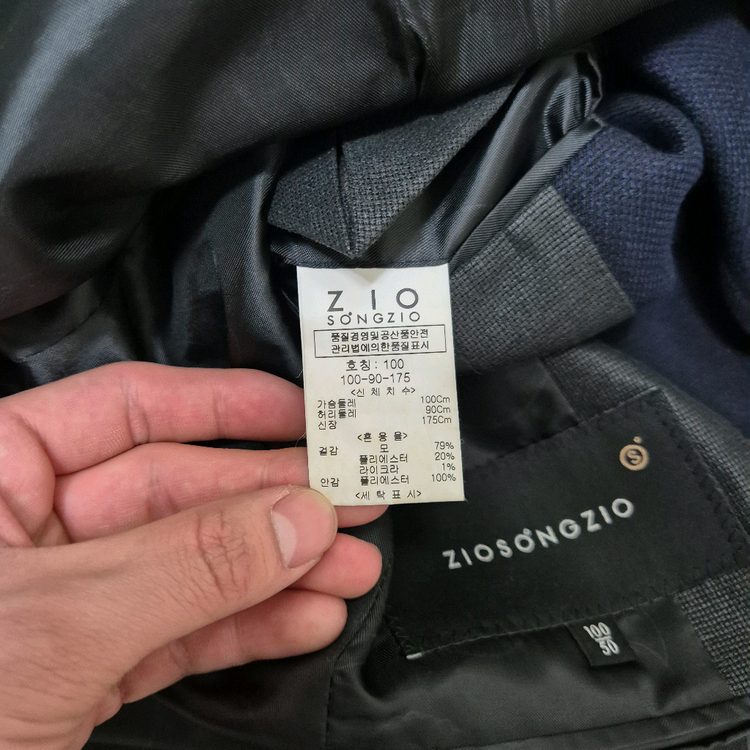 ZIO
SONGZIO
품질경영및공산품안전
관리법에의한품질표시
호칭: 100
100-90-175
<신체치수>
가슴둘레 100Cm
허리둘레 90Cm
신장 175Cm
<혼용율>
겉감 모 79%
폴리에스터 20%
라이크라 1%
안감 폴리에스터 100%
<세탁표시>
S
ZIOSONGZIO
100
50